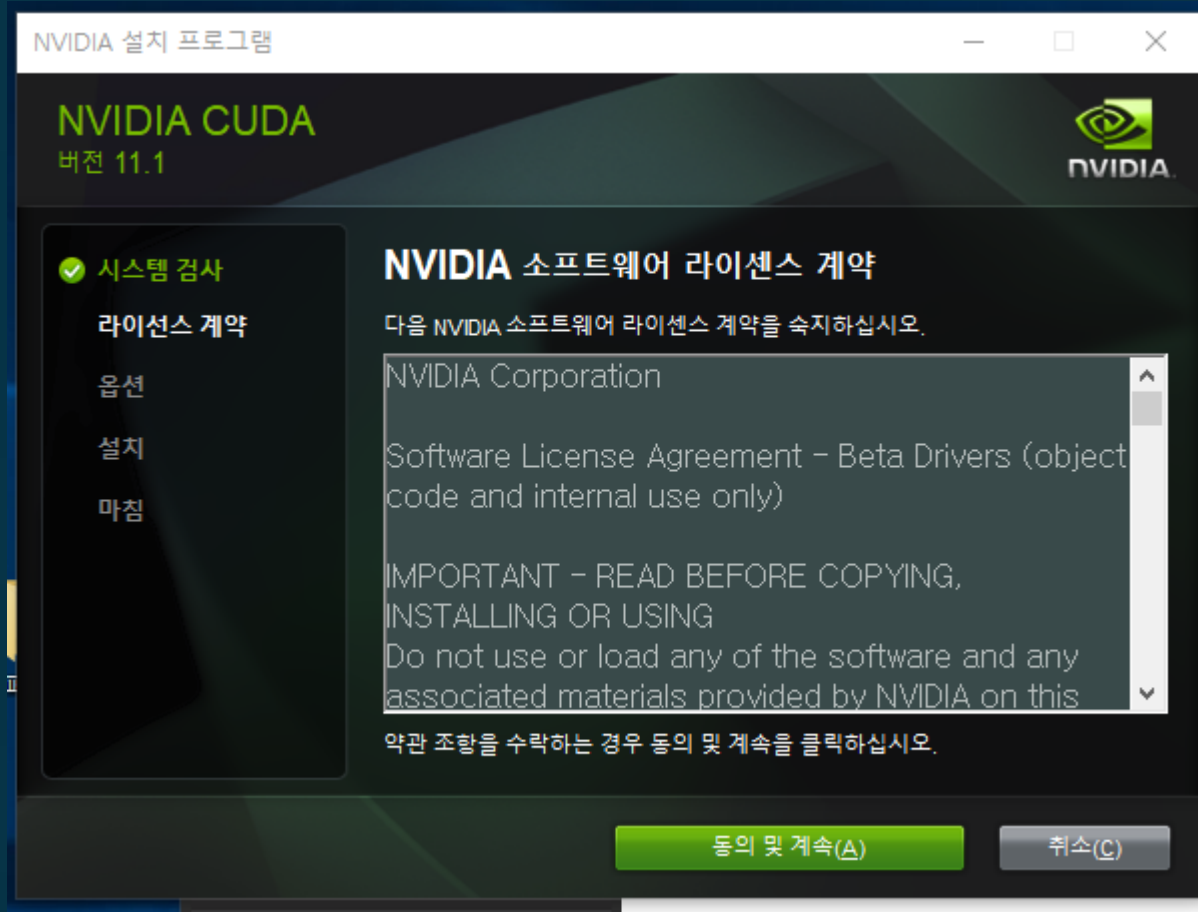 NVIDIA 설치 프로그램
NVIDIA CUDA
버전 11.1
NVIDIA
시스템 검사
라이선스 계약
옵션
설치
마침
NVIDIA 소프트웨어 라이센스 계약
다음 NVIDIA 소프트웨어 라이센스 계약을 숙지하십시오.
NVIDIA Corporation
Software License Agreement – Beta Drivers (object
code and internal use only)
IMPORTANT – READ BEFORE COPYING,
INSTALLING OR USING
Do not use or load any of the software and any
associated materials provided by NVIDIA on this
약관 조항을 수락하는 경우 동의 및 계속을 클릭하십시오.
동의 및 계속(A)
취소(C)